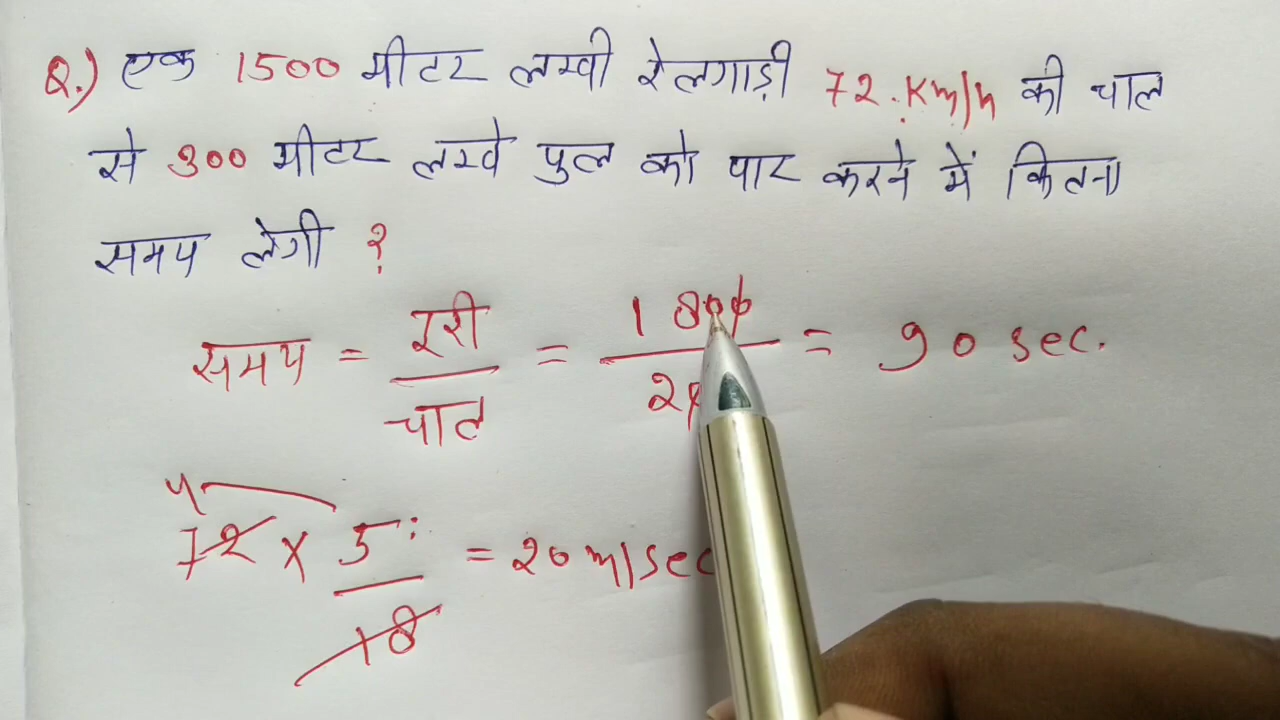 Q.) एक 1500 मीटर लम्बी रेलगाड़ी 72 Km/h की चाल
से 300 मीटर लम्बे पुल को पार करने में कितना
समय लेगी ?
समय = दूरी / चाल = 1800 / 2 = 90 sec.
4
72 × 5 / 18 = 20 m/sec